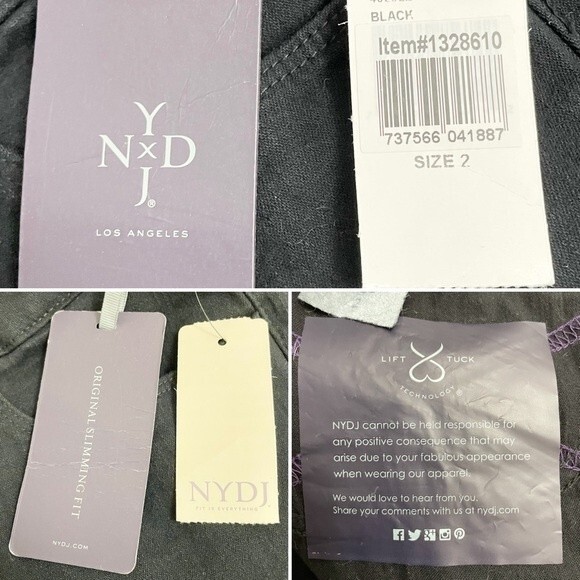 Y
N x D
J®
LOS ANGELES
BLACK
Item#1328610
737566 041887
SIZE 2
ORIGINAL SLIMMING FIT
NYDJ.COM
NYDJ
FIT IS EVERYTHING
LIFT TUCK
TECHNOLOGY
NYDJ cannot be held responsible for
any positive consequence that may
arise due to your fabulous appearance
when wearing our apparel.
We would love to hear from you.
Share your comments with us at nydj.com